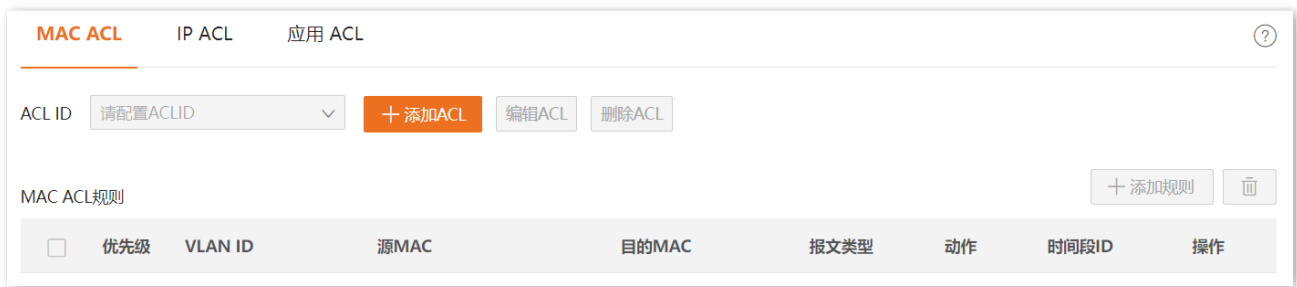 MAC ACL IP ACL 应用 ACL ?
ACL ID 请配置ACLID 添加ACL 编辑ACL 删除ACL
添加规则
MAC ACL规则
优先级 VLAN ID 源MAC 目的MAC 报文类型 动作 时间段ID 操作